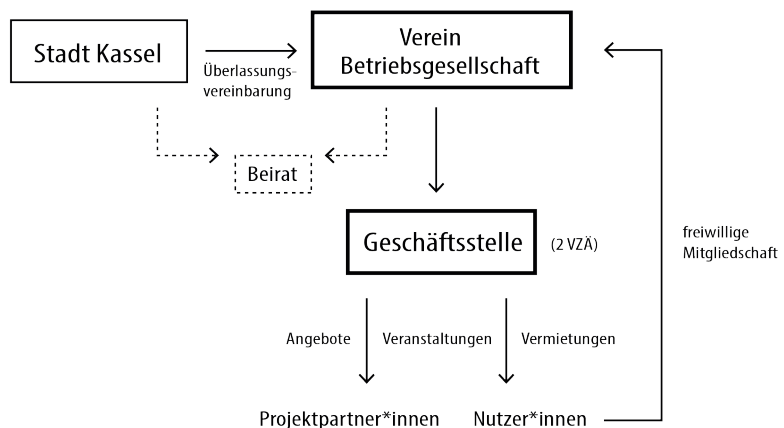 Stadt Kassel
Überlassungs-
vereinbarung
Verein
Betriebsgesellschaft
Beirat
Geschäftsstelle
(2 VZÄ)
freiwillige
Mitgliedschaft
Angebote
Veranstaltungen
Vermietungen
Projektpartner*innen
Nutzer*innen